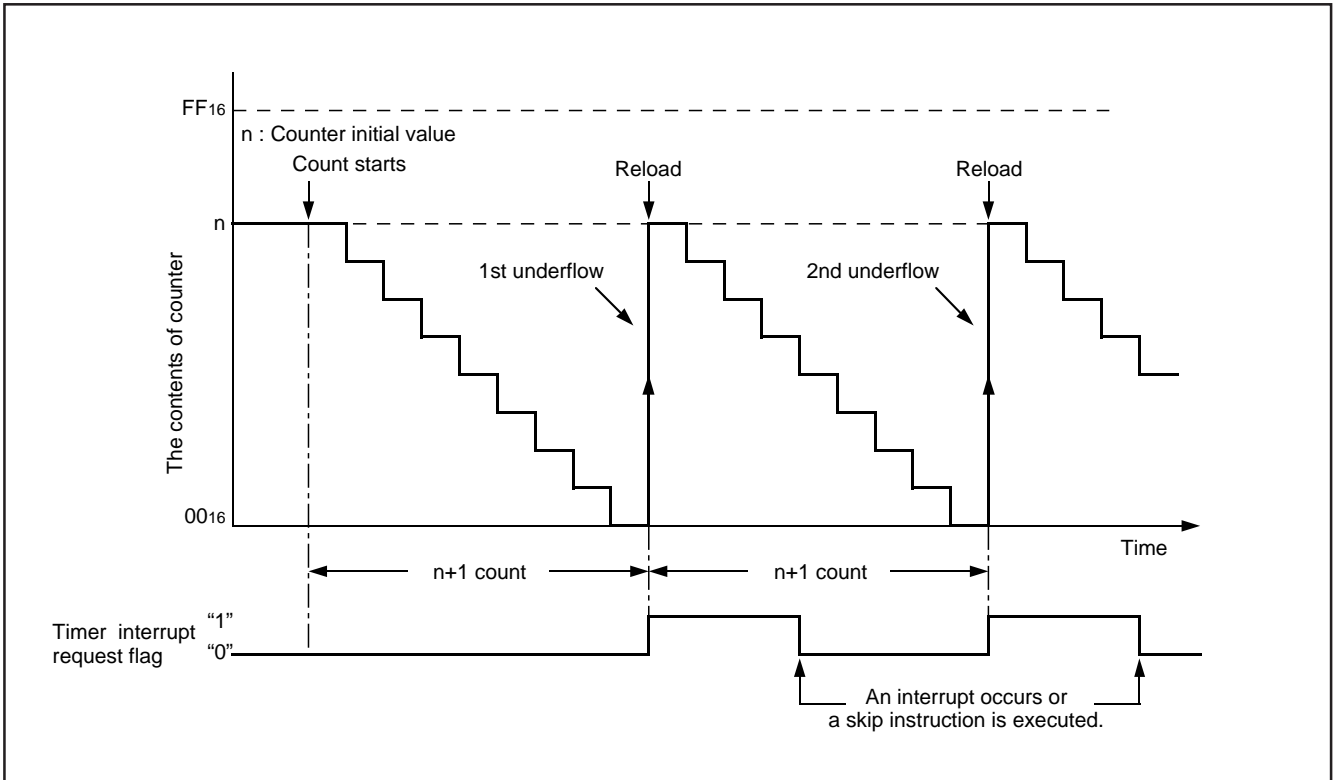 FF16
n : Counter initial value
Count starts
Reload
Reload
n
1st underflow
2nd underflow
The contents of counter
0016
Time
n+1 count
n+1 count
Timer interrupt
request flag
“1”
“0”
An interrupt occurs or
a skip instruction is executed.